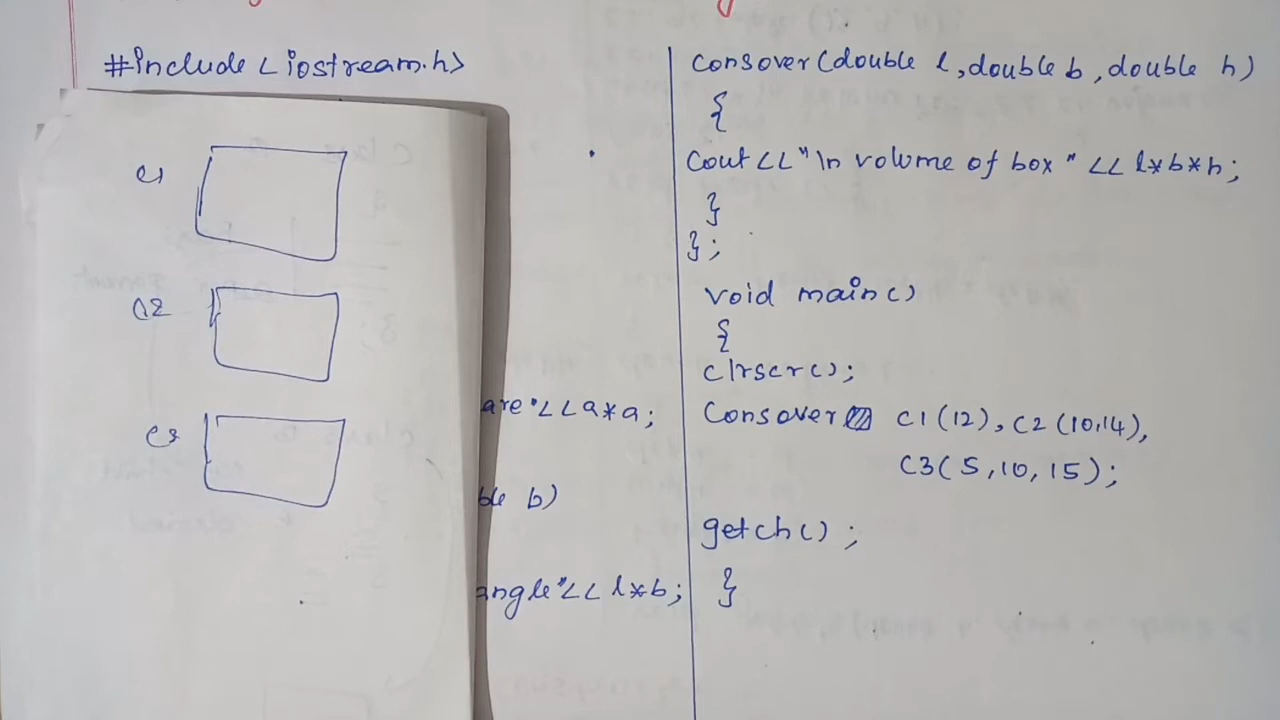 #include <iostream.h>
c1
c2
c3
are"<<a*a;
ble b)
angle"<<l*b;
consover(double l,double b,double h)
{
cout<<"\n volume of box"<<l*b*h;
}
};
void main()
{
clrscr();
Consover c1(12),c2(10,14),
c3(5,10,15);
getch();
}